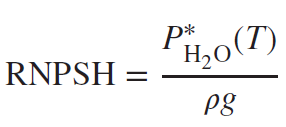 RNPSH = P*H₂O(T) / ρg